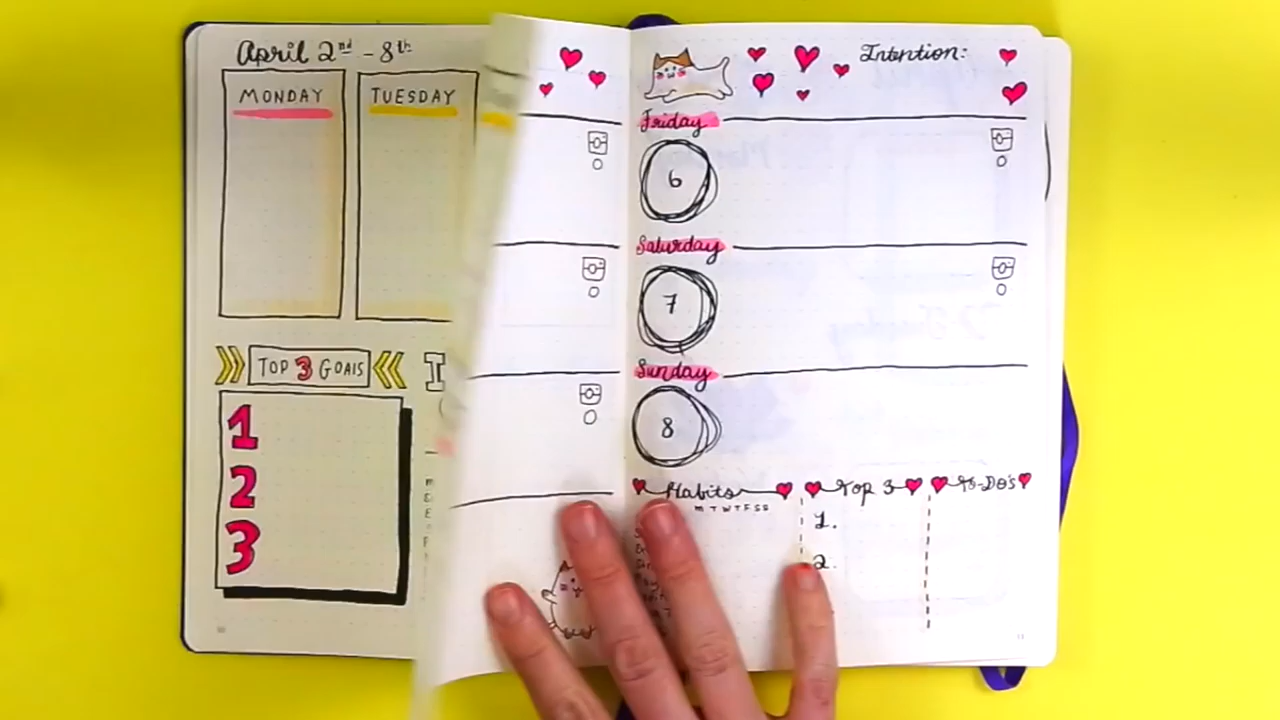 April 2nd - 8th
MONDAY
TUESDAY
TOP 3 GOALS
1
2
3
Intention:
Friday
6
Saturday
7
Sunday
8
Habits
M T W T F S S
Top 3
1.
2.
To-Do's